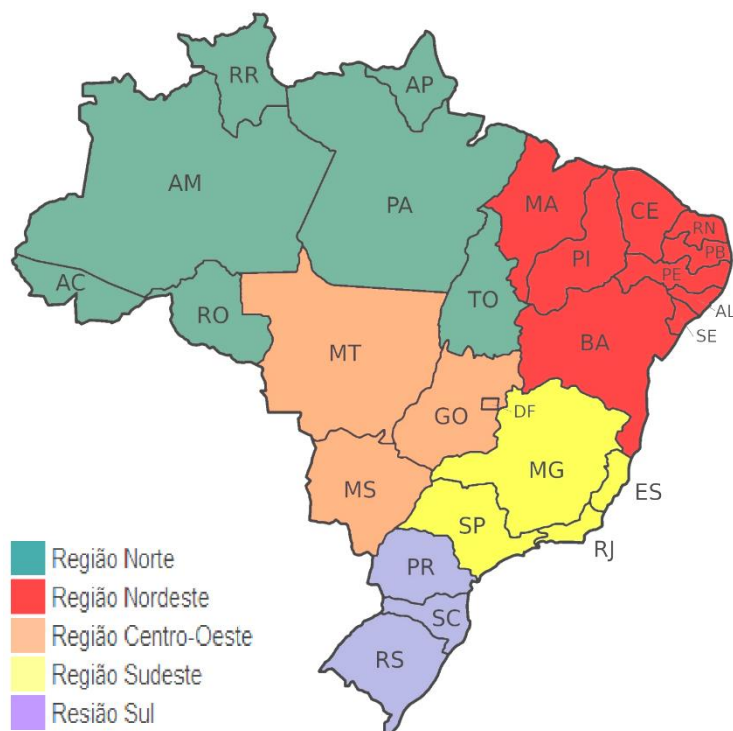 RR
AP
AM
PA
MA
CE
RN
PB
PI
PE
AC
TO
AL
RO
SE
BA
MT
GO
DF
MG
MS
ES
SP
RJ
PR
SC
RS
Região Norte
Região Nordeste
Região Centro-Oeste
Região Sudeste
Resião Sul